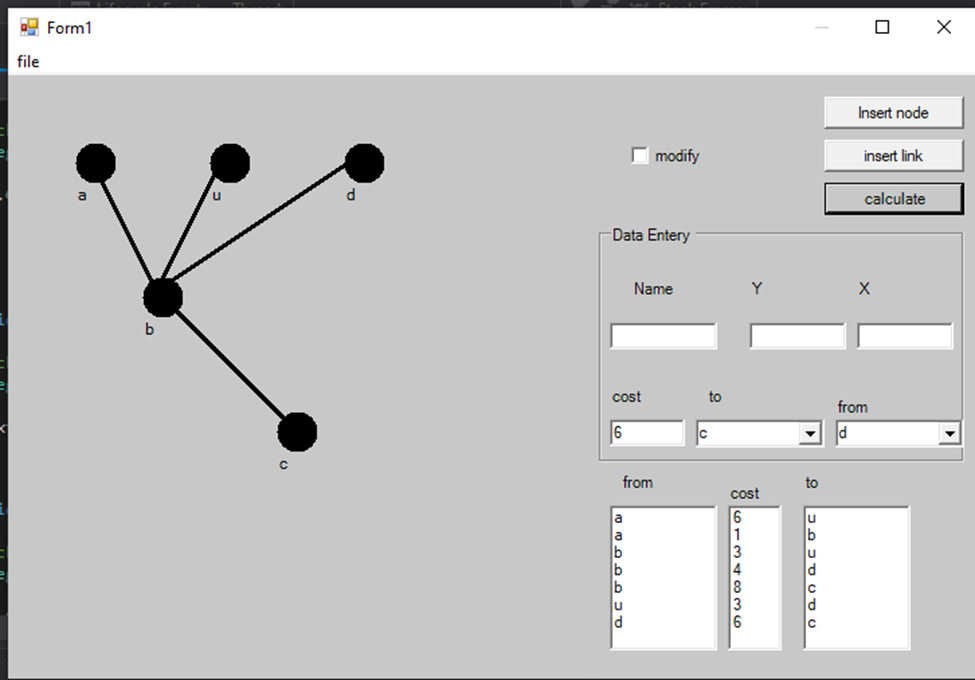 Form1
file
Insert node
modify
insert link
calculate
a
u
d
b
c
Data Entery
Name Y X
cost to from
6 c d
from cost to
a 6 u
a 1 b
b 3 u
b 4 d
b 8 c
u 3 d
d 6 c